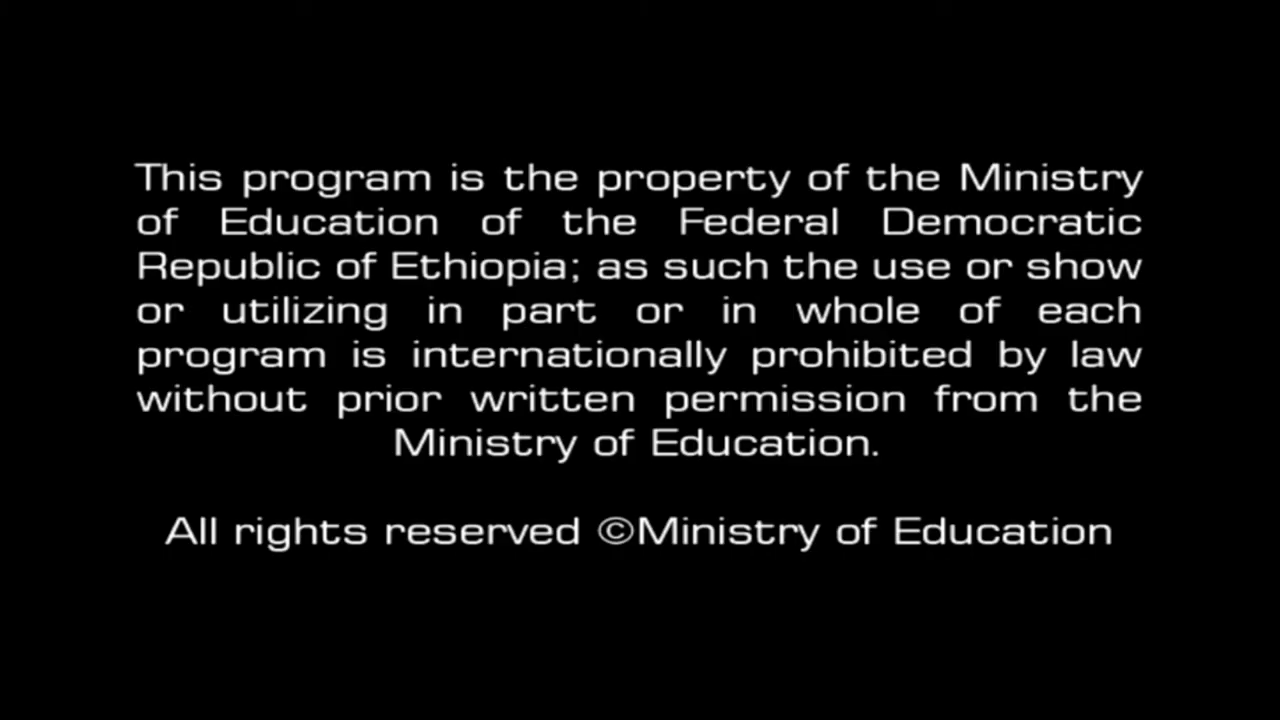 This program is the property of the Ministry
of Education of the Federal Democratic
Republic of Ethiopia; as such the use or show
or utilizing in part or in whole of each
program is internationally prohibited by law
without prior written permission from the
Ministry of Education.
All rights reserved ©Ministry of Education